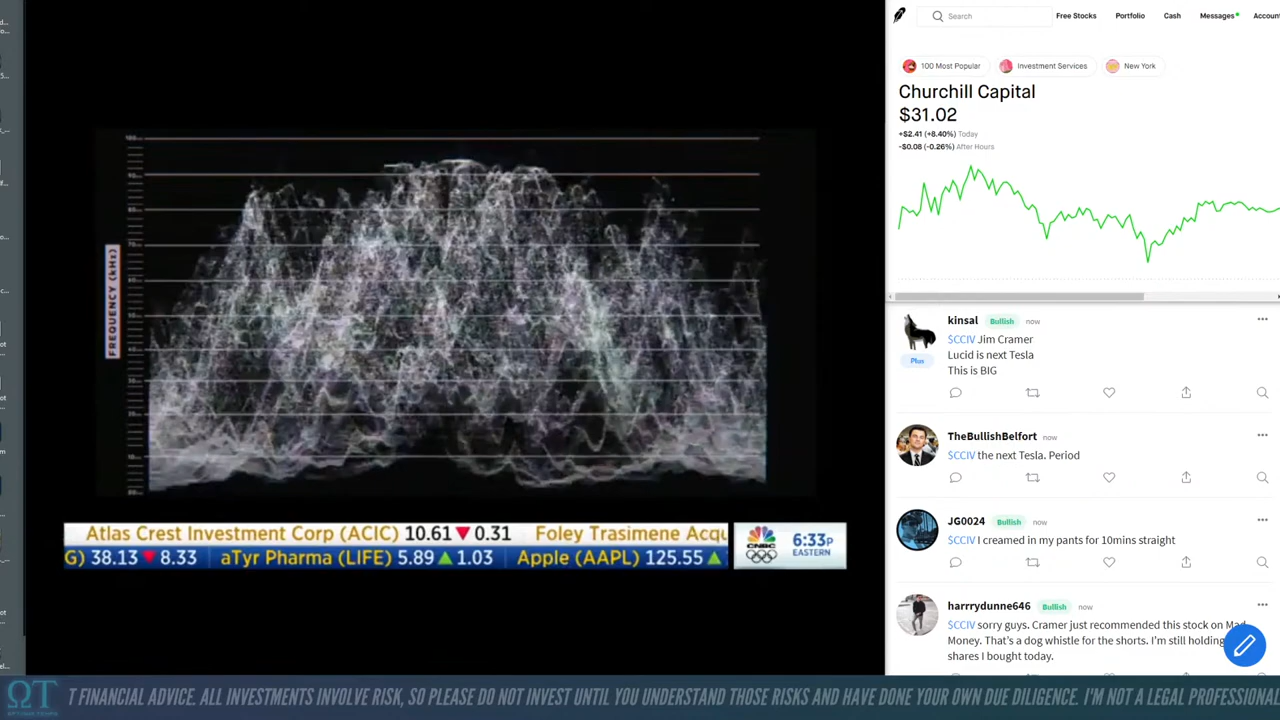 Search
Free Stocks
Portfolio
Cash
Messages
Accoun
100 Most Popular
Investment Services
New York
Churchill Capital
$31.02
+$2.41 (+8.40%) Today
-$0.08 (-0.26%) After Hours
FREQUENCY (kHz)
kinsal Bullish now
Plus
$CCIV Jim Cramer
Lucid is next Tesla
This is BIG
TheBullishBelfort now
$CCIV the next Tesla. Period
JG0024 Bullish now
$CCIV I creamed in my pants for 10mins straight
harrrydunne646 Bullish now
$CCIV sorry guys. Cramer just recommended this stock on Mad
Money. That's a dog whistle for the shorts. I'm still holding
shares I bought today.
Atlas Crest Investment Corp (ACIC) 10.61▼0.31 Foley Trasimene Acqu
G) 38.13▼8.33 aTyr Pharma (LIFE) 5.89▲1.03 Apple (AAPL) 125.55▲
CNBC
6:33P
EASTERN
T FINANCIAL ADVICE. ALL INVESTMENTS INVOLVE RISK, SO PLEASE DO NOT INVEST UNTIL YOU UNDERSTAND THOSE RISKS AND HAVE DONE YOUR OWN DUE DILIGENCE. I'M NOT A LEGAL PROFESSIONAL